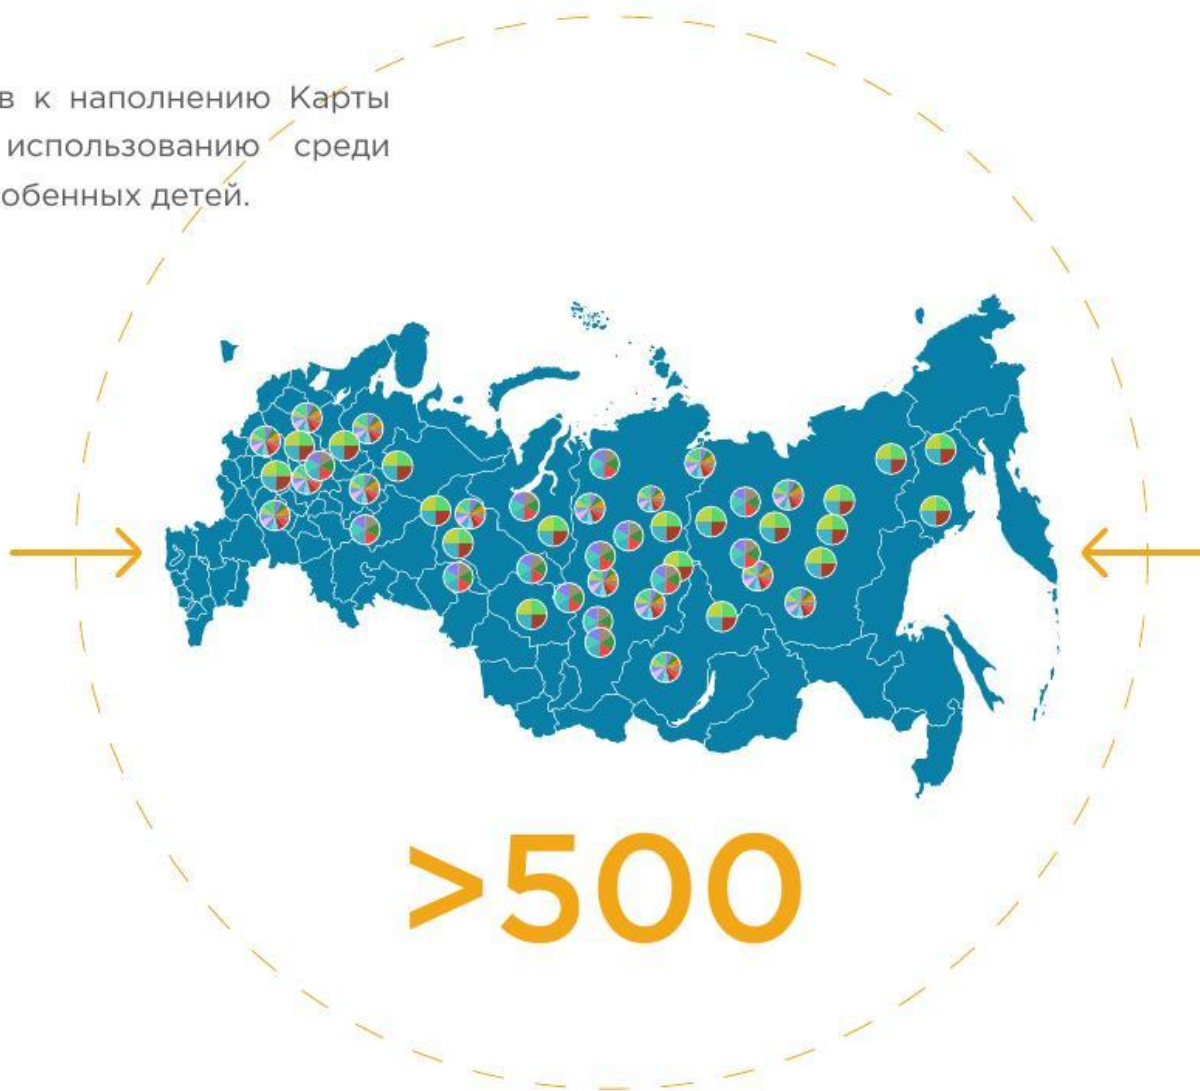 в к наполнению Карты
использованию среди
обенных детей.
>500